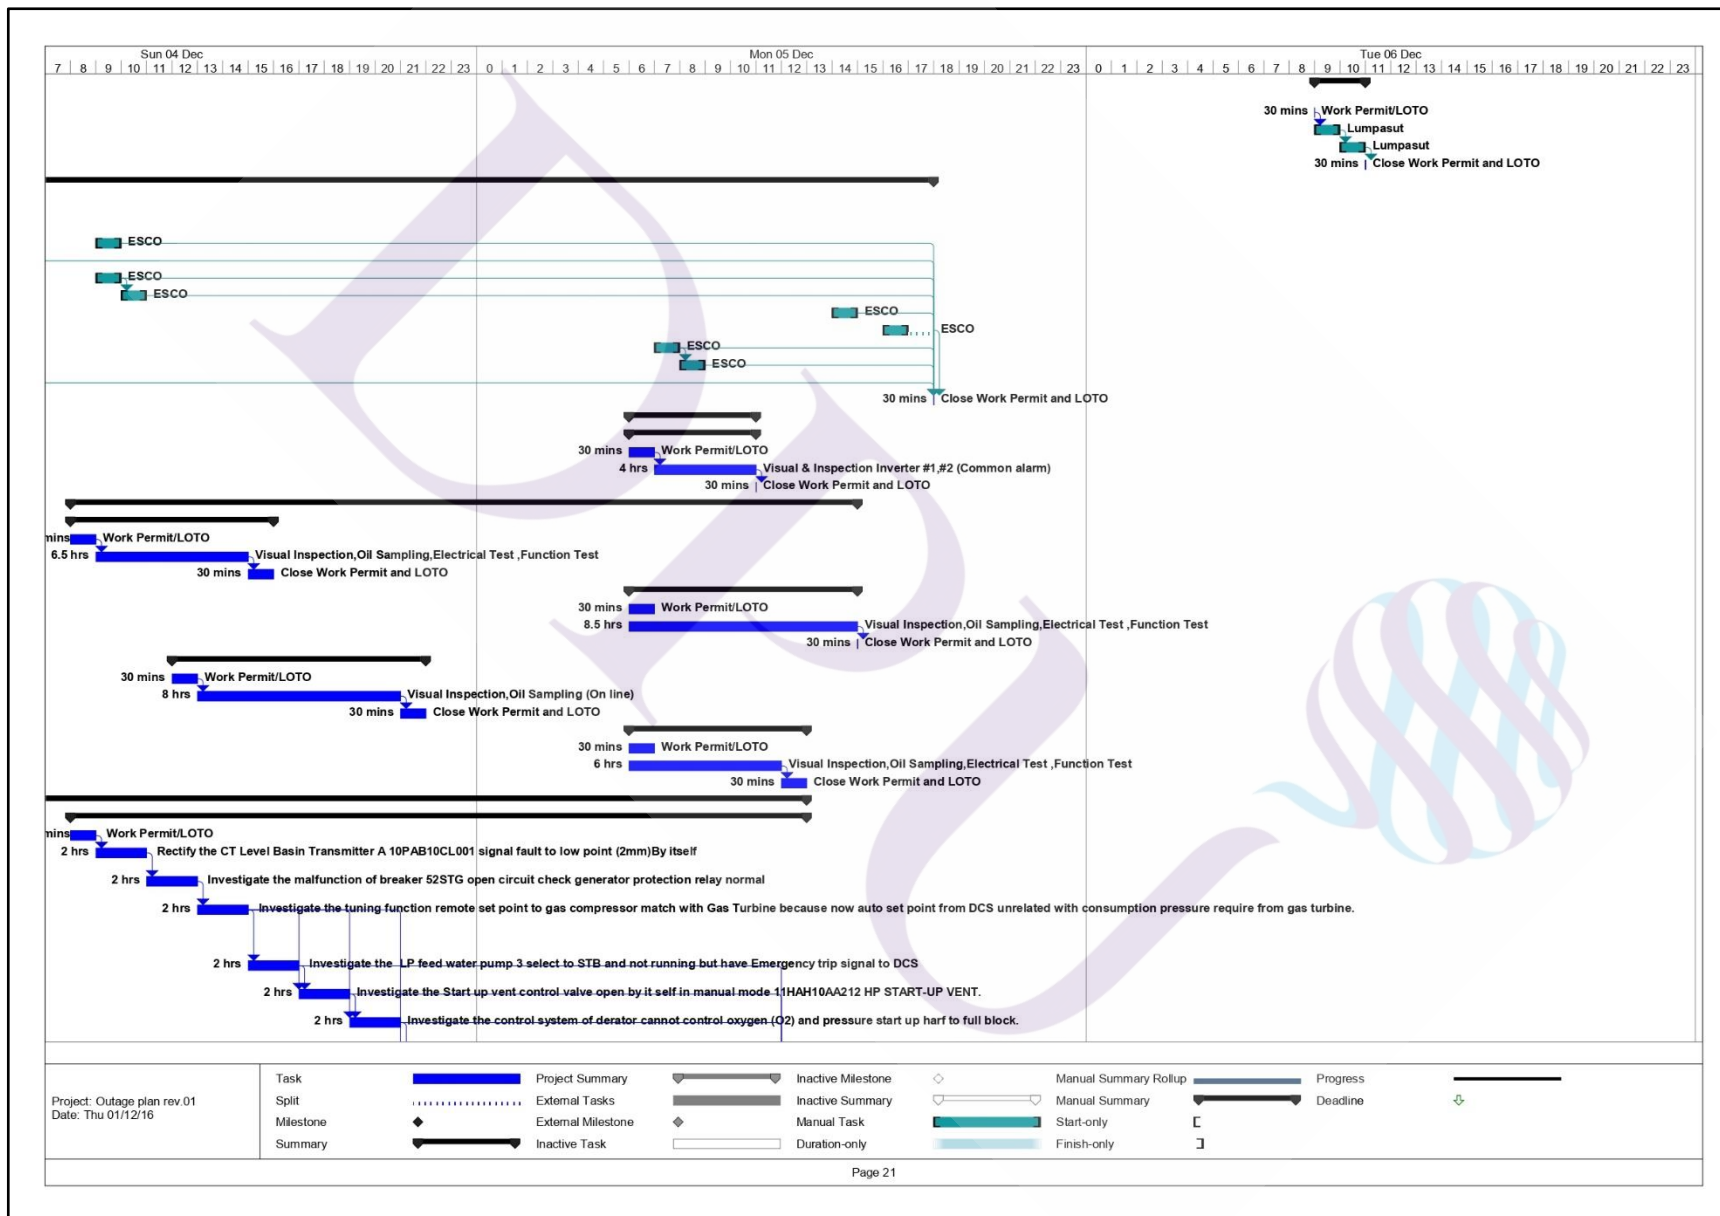 Sun 04 Dec Mon 05 Dec Tue 06 Dec
7 8 9 10 11 12 13 14 15 16 17 18 19 20 21 22 23 0 1 2 3 4 5 6 7 8 9 10 11 12 13 14 15 16 17 18 19 20 21 22 23 0 1 2 3 4 5 6 7 8 9 10 11 12 13 14 15 16 17 18 19 20 21 22 23
30 mins Work Permit/LOTO
Lumpasut
Lumpasut
30 mins Close Work Permit and LOTO
ESCO
ESCO
ESCO
ESCO
ESCO
ESCO
ESCO
30 mins Close Work Permit and LOTO
30 mins Work Permit/LOTO
4 hrs Visual & Inspection Inverter #1,#2 (Common alarm)
30 mins Close Work Permit and LOTO
mins Work Permit/LOTO
6.5 hrs Visual Inspection,Oil Sampling,Electrical Test ,Function Test
30 mins Close Work Permit and LOTO
30 mins Work Permit/LOTO
8.5 hrs Visual Inspection,Oil Sampling,Electrical Test ,Function Test
30 mins Close Work Permit and LOTO
30 mins Work Permit/LOTO
8 hrs Visual Inspection,Oil Sampling (On line)
30 mins Close Work Permit and LOTO
30 mins Work Permit/LOTO
6 hrs Visual Inspection,Oil Sampling,Electrical Test ,Function Test
30 mins Close Work Permit and LOTO
mins Work Permit/LOTO
2 hrs Rectify the CT Level Basin Transmitter A 10PAB10CL001 signal fault to low point (2mm)By itself
2 hrs Investigate the malfunction of breaker 52STG open circuit check generator protection relay normal
2 hrs Investigate the tuning function remote set point to gas compressor match with Gas Turbine because now auto set point from DCS unrelated with consumption pressure require from gas turbine.
2 hrs Investigate the LP feed water pump 3 select to STB and not running but have Emergency trip signal to DCS
2 hrs Investigate the Start up vent control valve open by it self in manual mode 11HAH10AA212 HP START-UP VENT.
2 hrs Investigate the control system of derator cannot control oxygen (O2) and pressure start up harf to full block.
DPU
Project: Outage plan rev.01
Date: Thu 01/12/16
Task Project Summary Inactive Milestone Manual Summary Rollup Progress
Split External Tasks Inactive Summary Manual Summary Deadline
Milestone External Milestone Manual Task Start-only
Summary Inactive Task Duration-only Finish-only
Page 21